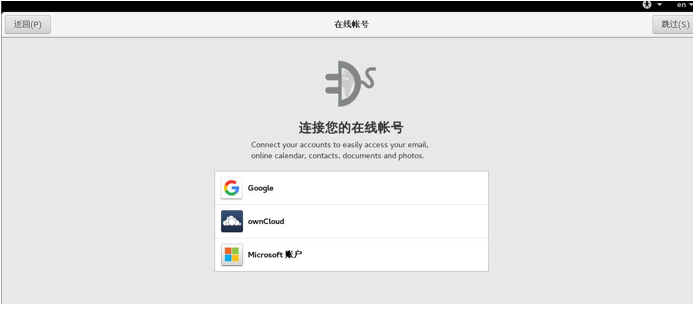 en
返回(P)
在线帐号
跳过(S)
连接您的在线帐号
Connect your accounts to easily access your email,
online calendar, contacts, documents and photos.
Google
ownCloud
Microsoft 账户